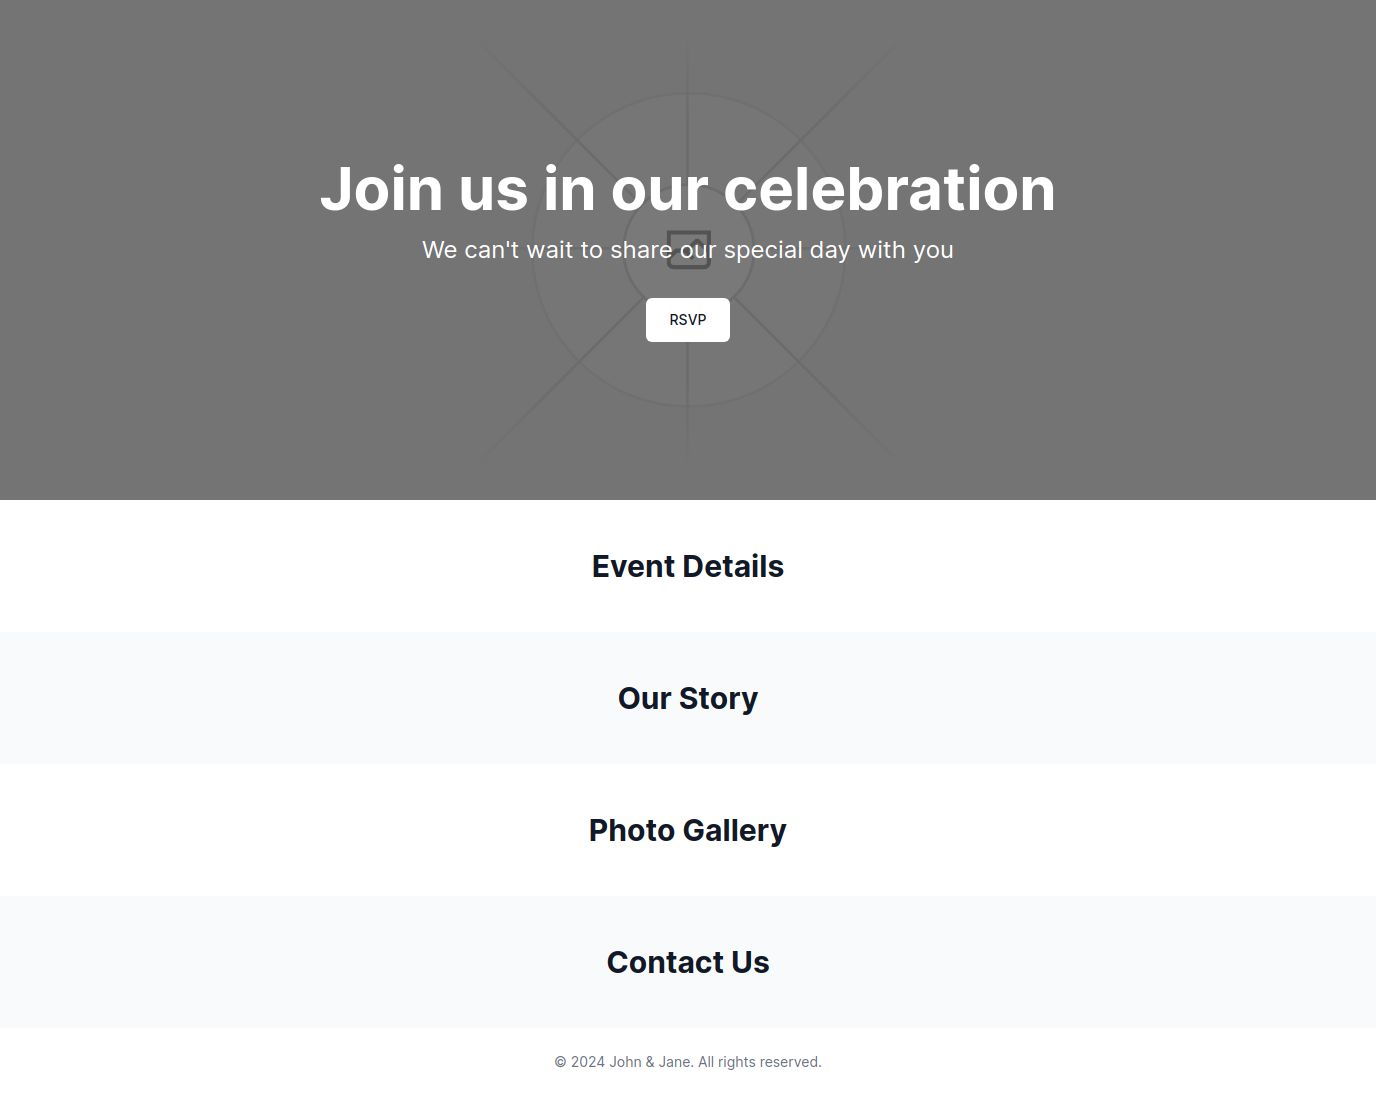 Join us in our celebration
We can't wait to share our special day with you
RSVP
Event Details
Our Story
Photo Gallery
Contact Us
© 2024 John & Jane. All rights reserved.